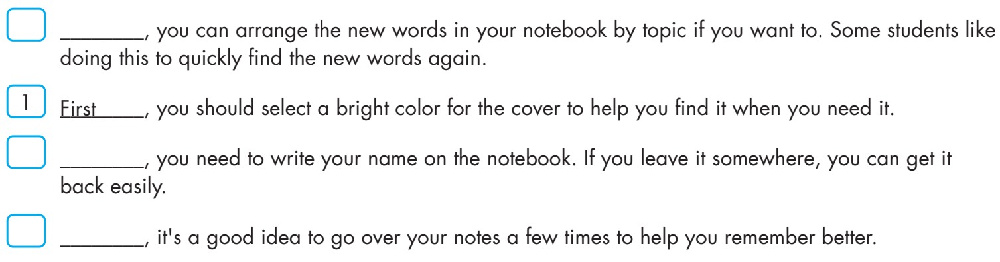 ________, you can arrange the new words in your notebook by topic if you want to. Some students like
doing this to quickly find the new words again.
1 First____, you should select a bright color for the cover to help you find it when you need it.
________, you need to write your name on the notebook. If you leave it somewhere, you can get it
back easily.
________, it's a good idea to go over your notes a few times to help you remember better.